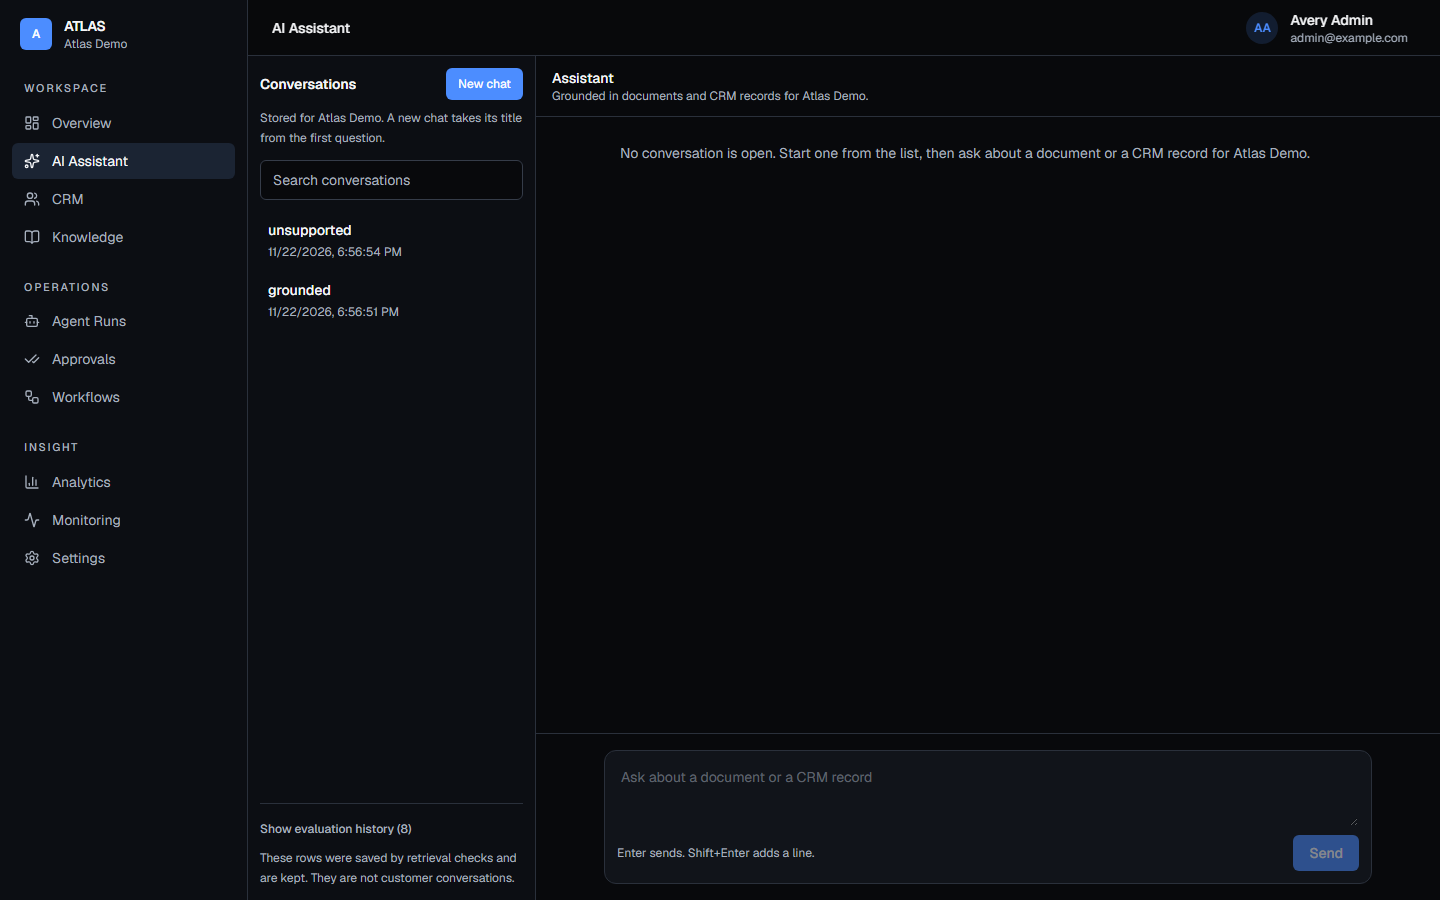 A
ATLAS
Atlas Demo
WORKSPACE
Overview
AI Assistant
CRM
Knowledge
OPERATIONS
Agent Runs
Approvals
Workflows
INSIGHT
Analytics
Monitoring
Settings
AI Assistant
AA
Avery Admin
admin@example.com
Conversations
New chat
Stored for Atlas Demo. A new chat takes its title
from the first question.
Search conversations
unsupported
11/22/2026, 6:56:54 PM
grounded
11/22/2026, 6:56:51 PM
Show evaluation history (8)
These rows were saved by retrieval checks and
are kept. They are not customer conversations.
Assistant
Grounded in documents and CRM records for Atlas Demo.
No conversation is open. Start one from the list, then ask about a document or a CRM record for Atlas Demo.
Ask about a document or a CRM record
Enter sends. Shift+Enter adds a line.
Send